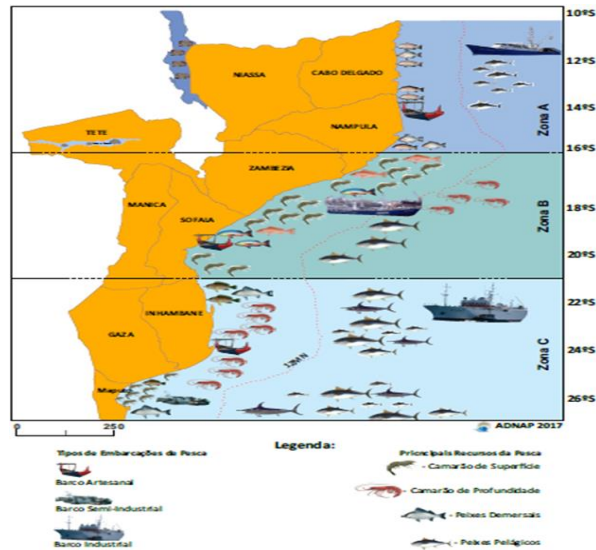 10ºS
12ºS
14ºS
16ºS
18ºS
20ºS
22ºS
24ºS
26ºS
NIASSA
CABO DELGADO
NAMPULA
TETE
ZAMBEZIA
MANICA
SOFALA
INHAMBANE
GAZA
Zona A
Zona B
Zona C
12MN
0
250
ADNAP 2017
Legenda:
Tipos de Embarcações de Pesca
Barco Artesanal
Barco Semi-Industrial
Barco Industrial
Principais Recursos da Pesca
- Camarão de Superfície
- Camarão de Profundidade
- Peixes Demersais
- Peixes Pelágicos